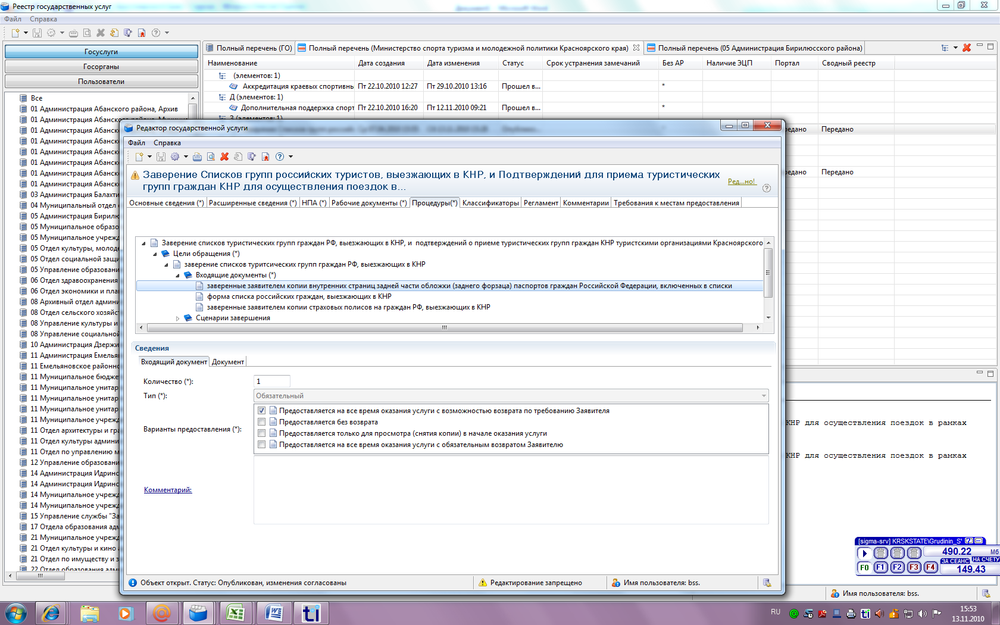 Реестр государственных услуг
Файл Справка
Госуслуги
Госорганы
Пользователи
Все
01 Администрация Абанского района, Архив
01 Администрация Абанского района, Муници
01 Администрация Абанск
01 Администрация Абанск
01 Администрация Абанск
01 Администрация Абанск
01 Администрация Абанск
01 Администрация Абанск
03 Администрация Балахти
04 Муниципальный отдел
05 Администрация Бирилю
05 Муниципальное образо
05 Муниципальное учреж
05 Отдел культуры, молод
05 Отдел социальной защи
05 Управление образовани
06 Отдел здравоохранения
06 Отдел экономики и пла
08 Архивный отдел админи
08 Отдел сельского хозяйст
08 Управление культуры и
08 Управление социальной
10 Администрация Дзержи
11 Администрация Емелья
11 Емельяновское районно
11 Муниципальное бюдже
11 Муниципальное унитар
11 Муниципальное унитар
11 Муниципальное унитар
11 Муниципальное учреж
11 Отдел архитектуры и гра
11 Отдел культуры админи
11 Отдел по управлению м
12 Управление образовани
14 Администрация Идринс
14 Администрация Идринс
14 Муниципальное учреж
14 Муниципальное учреж
15 Управление службы "За
17 Отдела образования адм
21 Муниципальное учреж
21 Отдел культуры и кино
21 Отдел по имуществу и з
22 Отдел образования адми
Полный перечень (ГО) Полный перечень (Министерство спорта туризма и молодежной политики Красноярского края) Полный перечень (05 Администрация Бирилюсского района)
Наименование Дата создания Дата изменения Статус Срок устранения замечаний Без АР Наличие ЭЦП Портал Сводный реестр
(элементов: 1)
Аккредитация краевых спортивнь Пт 22.10.2010 12:27 Пт 29.10.2010 13:16 Прошел в... *
Д (элементов: 1)
Дополнительная поддержка спорт Пт 22.10.2010 16:20 Пт 12.11.2010 09:21 Прошел в... *
З (элементов: 1)
редано Передано
редано Передано
Редактор государственной услуги
Файл Справка
Заверение Списков групп российских туристов, выезжающих в КНР, и Подтверждений для приема туристических
групп граждан КНР для осуществления поездок в...
Ред...но!
Основные сведения (*) Расширенные сведения (*) НПА (*) Рабочие документы (*) Процедуры(*) Классификаторы Регламент Комментарии Требования к местам предоставления
Заверение списков туристических групп граждан РФ, выезжающих в КНР, и подтверждений о приеме туристических групп граждан КНР туристскими организациями Красноярского
Цели обращения (*)
заверение списков туритсических групп граждан РФ, выезжающих в КНР
Входящие документы (*)
заверенные заявителем копии внутренних страниц задней части обложки (заднего форзаца) паспортов граждан Российской Федерации, включенных в списки
форма списка российских граждан, выезжающих в КНР
заверенные заявителем копии страховых полисов на граждан РФ, выезжающих в КНР
Сценарии завершения
Сведения
Входящий документ Документ
Количество (*): 1
Тип (*): Обязательный
Варианты предоставления (*):
Предоставляется на все время оказания услуги с возможностью возврата по требованию Заявителя
Предоставляется без возврата
Предоставляется только для просмотра (снятия копии) в начале оказания услуги
Предоставляется на все время оказания услуги с обязательным возвратом Заявителю
Комментарий:
Объект открыт. Статус: Опубликован, изменения согласованы
Редактирование запрещено
Имя пользователя: bss.
КНР для осуществления поездок в рамках
КНР для осуществления поездок в рамках
[sigma-srv] KRSKSTATE\Grudinin_S'
490.22 Мб
ЗА СЕАНС НА СЧЕТУ
F0 F1 F2 F3 F4 149.43
Имя пользователя: bss.
RU
15:53
13.11.2010